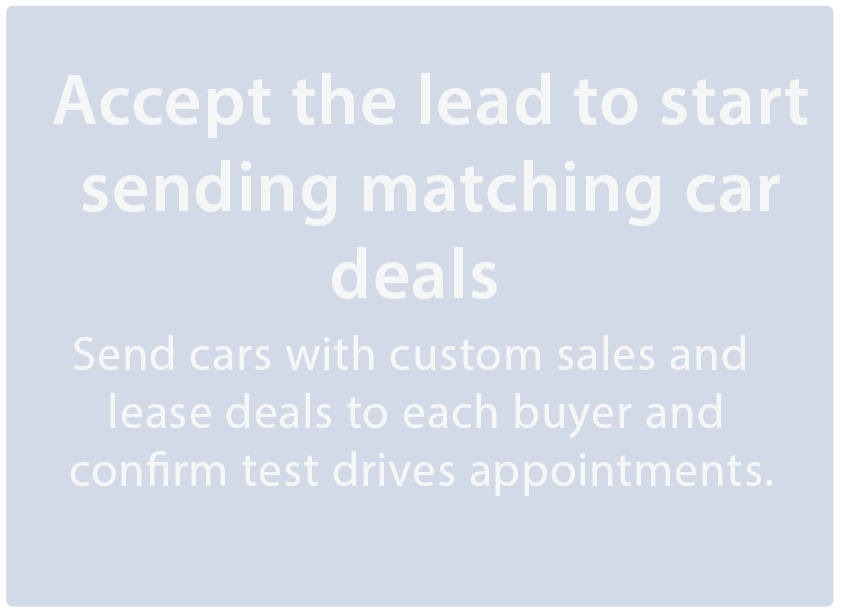 Accept the lead to start
sending matching car
deals
Send cars with custom sales and
lease deals to each buyer and
confirm test drives appointments.